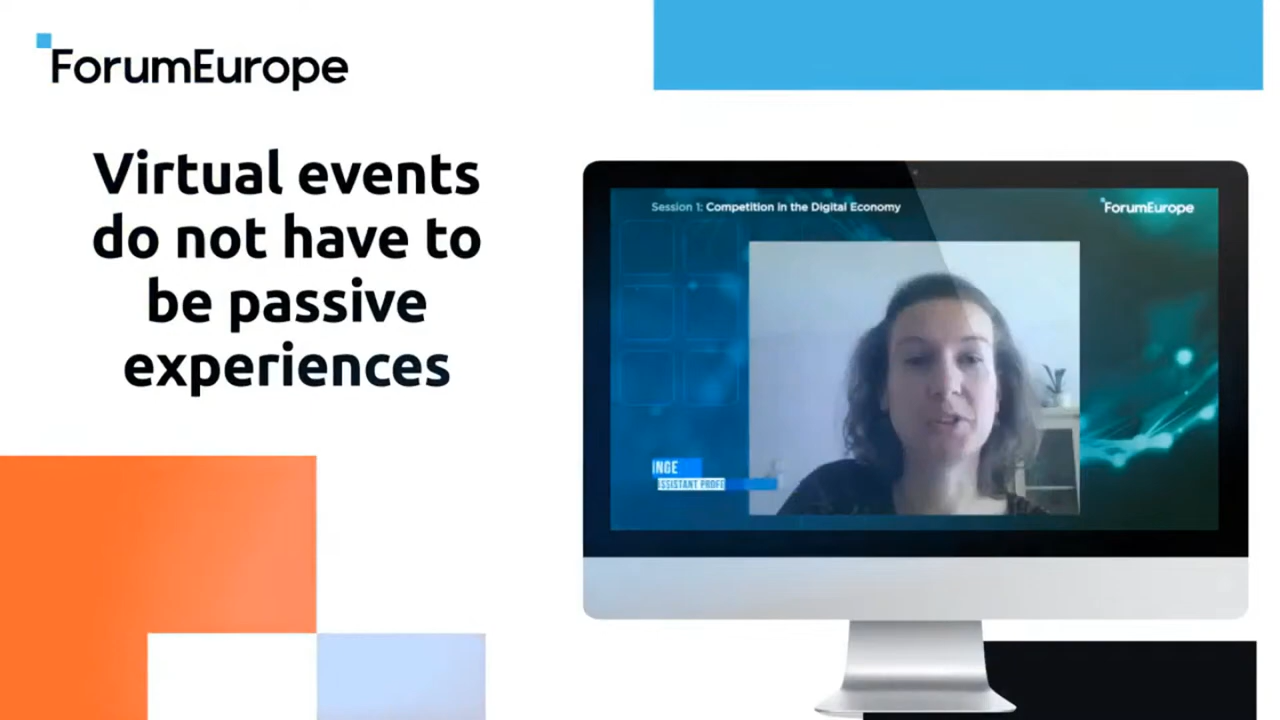 ForumEurope
Virtual events
do not have to
be passive
experiences
Session 1: Competition in the Digital Economy
ForumEurope
INGE
ASSISTANT